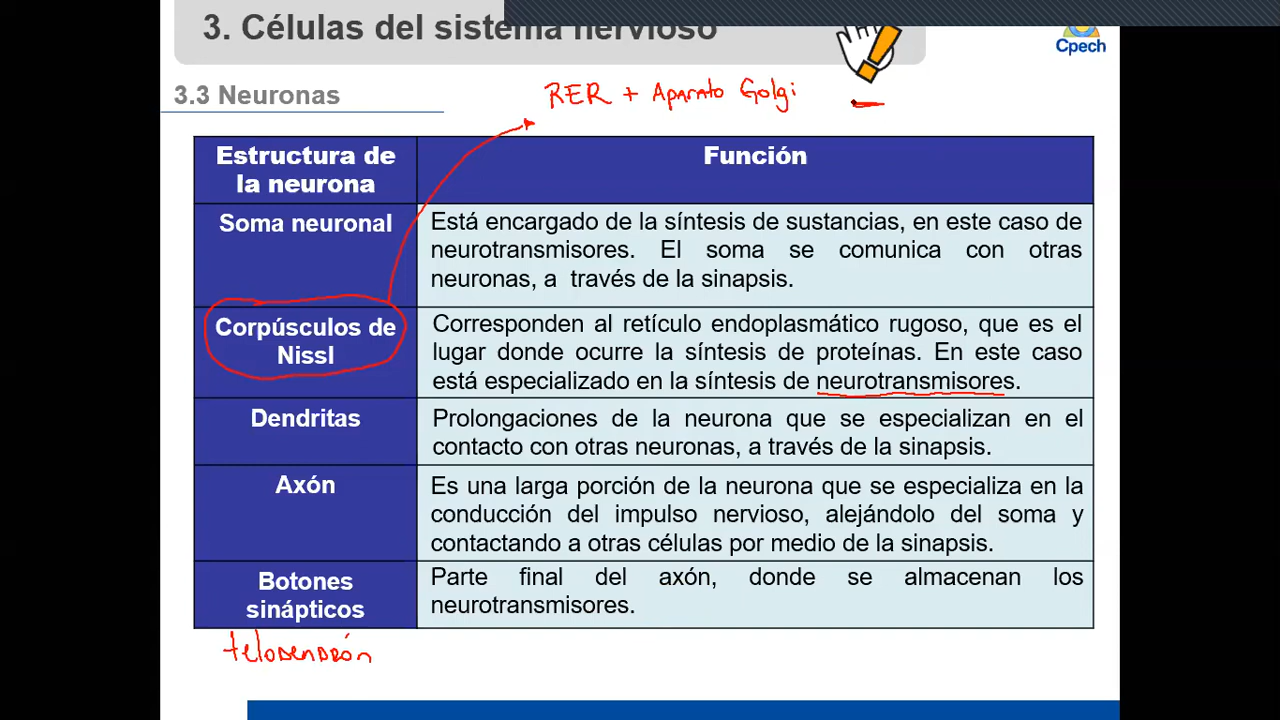 3. Células del sistema nervioso
Cpech
3.3 Neuronas
RER + Aparato Golgi
Estructura de
la neurona
Función
Soma neuronal
Está encargado de la síntesis de sustancias, en este caso de
neurotransmisores. El soma se comunica con otras
neuronas, a través de la sinapsis.
Corpúsculos de
Nissl
Corresponden al retículo endoplasmático rugoso, que es el
lugar donde ocurre la síntesis de proteínas. En este caso
está especializado en la síntesis de neurotransmisores.
Dendritas
Prolongaciones de la neurona que se especializan en el
contacto con otras neuronas, a través de la sinapsis.
Axón
Es una larga porción de la neurona que se especializa en la
conducción del impulso nervioso, alejándolo del soma y
contactando a otras células por medio de la sinapsis.
Botones
sinápticos
Parte final del axón, donde se almacenan los
neurotransmisores.
telodendrón